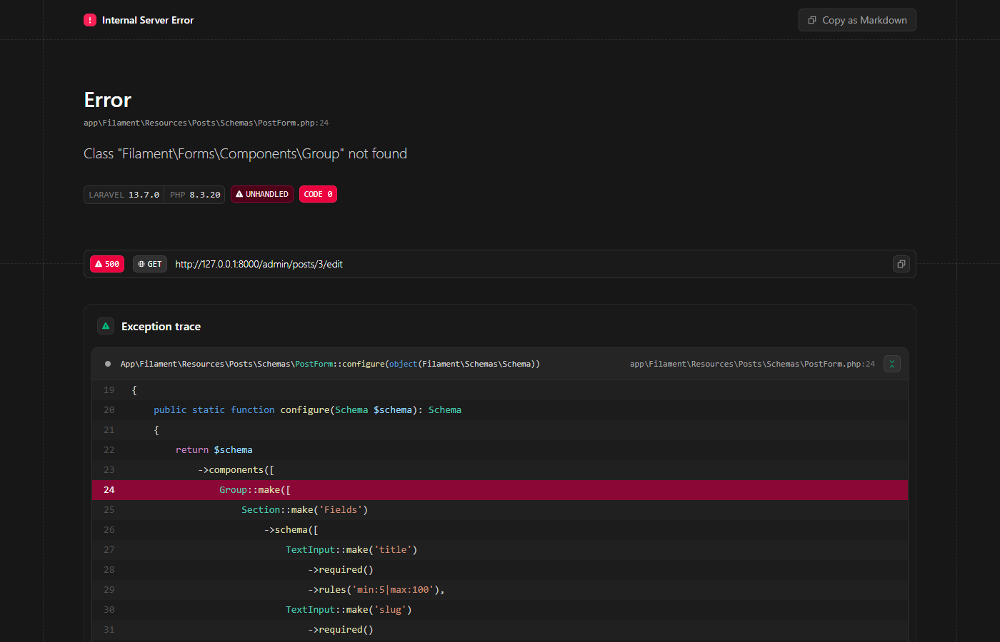 ! Internal Server Error
Copy as Markdown
Error
app\Filament\Resources\Posts\Schemas\PostForm.php:24
Class "Filament\Forms\Components\Group" not found
LARAVEL 13.7.0 PHP 8.3.20 UNHANDLED CODE 0
500 GET http://127.0.0.1:8000/admin/posts/3/edit
Exception trace
App\Filament\Resources\Posts\Schemas\PostForm::configure(object(Filament\Schemas\Schema)) app\Filament\Resources\Posts\Schemas\PostForm.php:24
19 {
20 public static function configure(Schema $schema): Schema
21 {
22 return $schema
23 ->components([
24 Group::make([
25 Section::make('Fields')
26 ->schema([
27 TextInput::make('title')
28 ->required()
29 ->rules('min:5|max:100'),
30 TextInput::make('slug')
31 ->required()